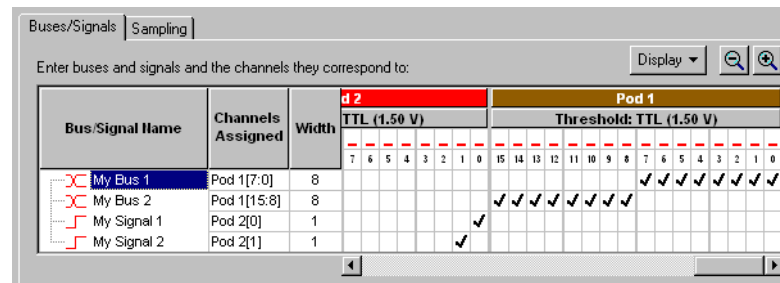 Buses/Signals Sampling
Display
Enter buses and signals and the channels they correspond to:
d 2 Pod 1
Bus/Signal Name Channels Assigned Width TTL (1.50 V) Threshold: TTL (1.50 V)
7 6 5 4 3 2 1 0 15 14 13 12 11 10 9 8 7 6 5 4 3 2 1 0
My Bus 1 Pod 1[7:0] 8
My Bus 2 Pod 1[15:8] 8
My Signal 1 Pod 2[0] 1
My Signal 2 Pod 2[1] 1